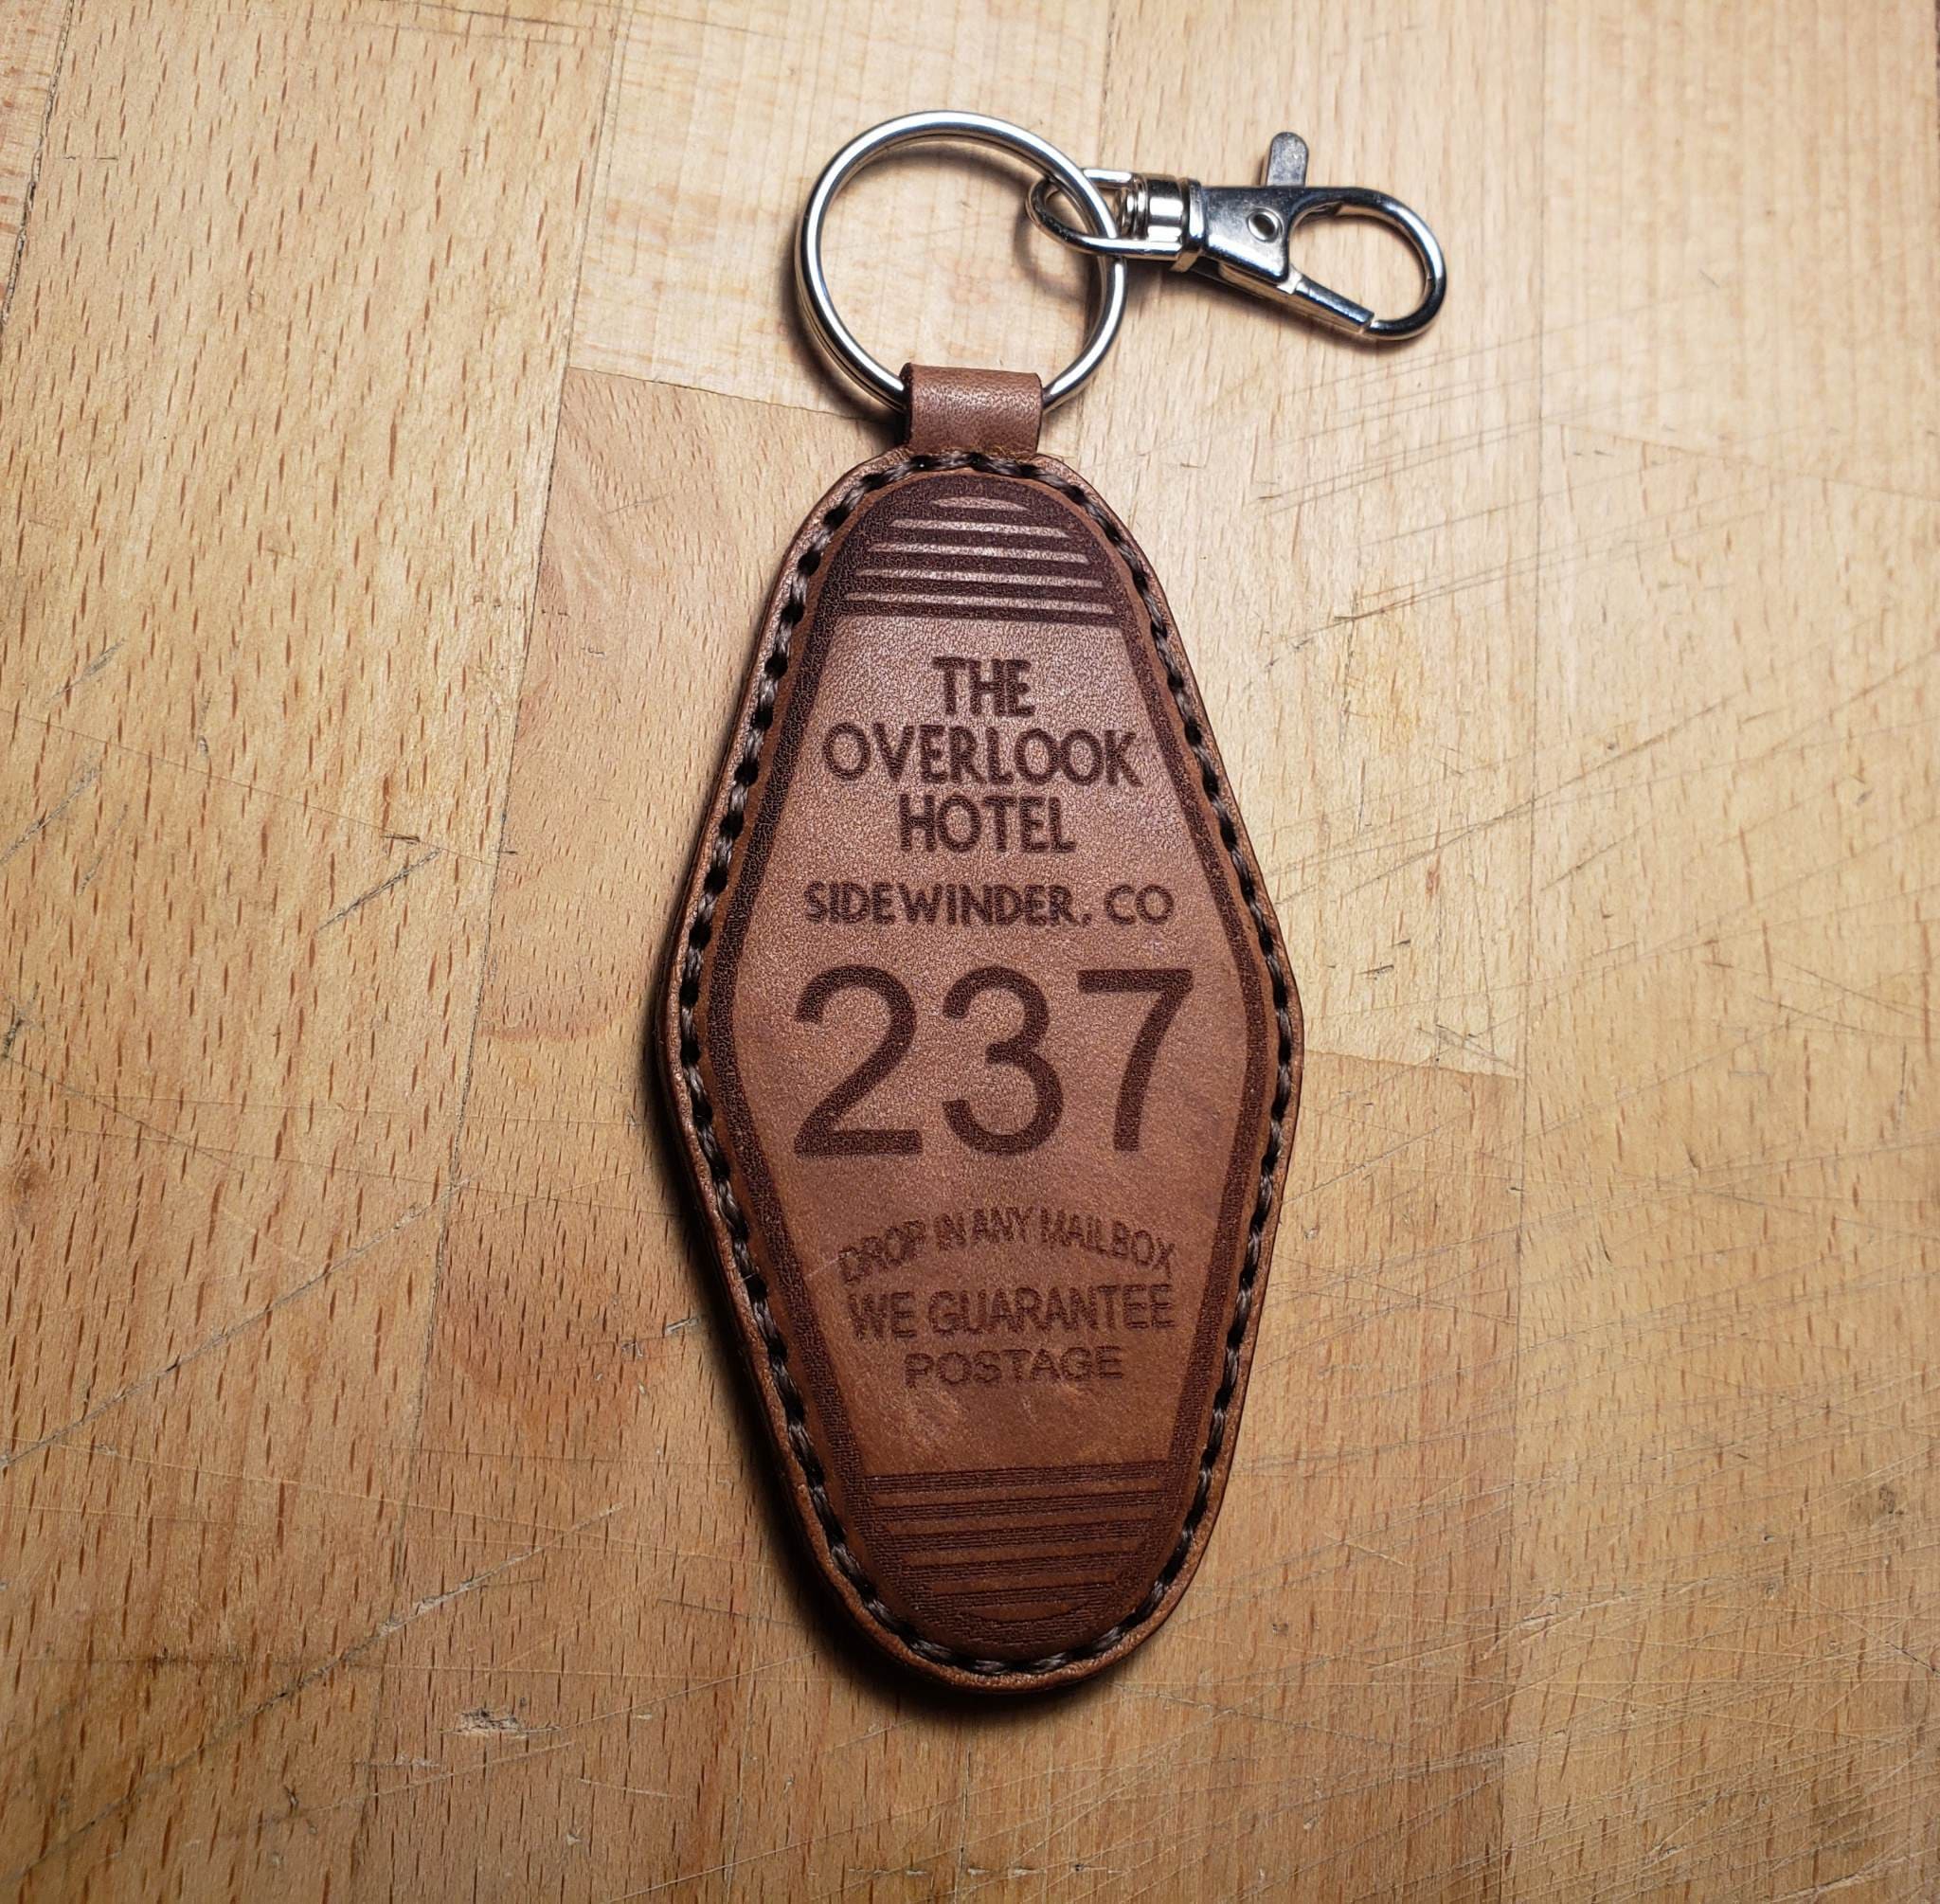 THE
OVERLOOK
HOTEL
SIDEWINDER, CO
237
DROP IN ANY MAILBOX
WE GUARANTEE
POSTAGE